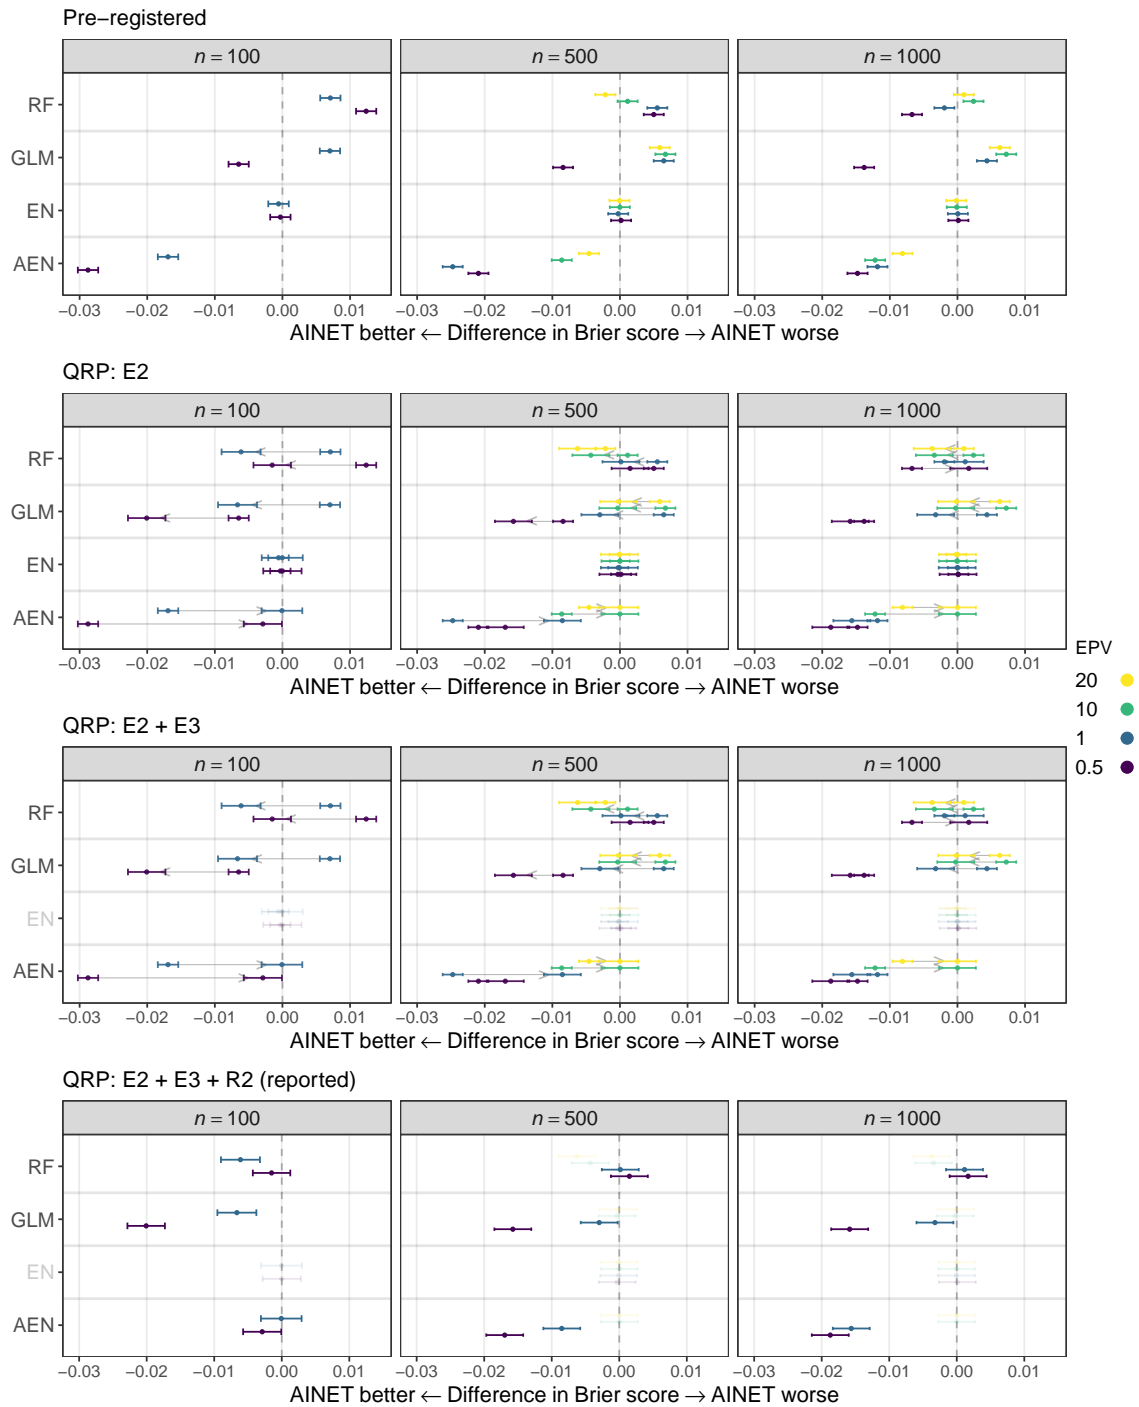 Pre−registered
n = 100
n = 500
n = 1000
RF
GLM
EN
AEN
−0.03 −0.02 −0.01 0.00 0.01 −0.03 −0.02 −0.01 0.00 0.01 −0.03 −0.02 −0.01 0.00 0.01
AINET better ← Difference in Brier score → AINET worse
QRP: E2
n = 100
n = 500
n = 1000
RF
GLM
EN
AEN
−0.03 −0.02 −0.01 0.00 0.01 −0.03 −0.02 −0.01 0.00 0.01 −0.03 −0.02 −0.01 0.00 0.01
AINET better ← Difference in Brier score → AINET worse
EPV
20
10
1
0.5
QRP: E2 + E3
n = 100
n = 500
n = 1000
RF
GLM
EN
AEN
−0.03 −0.02 −0.01 0.00 0.01 −0.03 −0.02 −0.01 0.00 0.01 −0.03 −0.02 −0.01 0.00 0.01
AINET better ← Difference in Brier score → AINET worse
QRP: E2 + E3 + R2 (reported)
n = 100
n = 500
n = 1000
RF
GLM
EN
AEN
−0.03 −0.02 −0.01 0.00 0.01 −0.03 −0.02 −0.01 0.00 0.01 −0.03 −0.02 −0.01 0.00 0.01
AINET better ← Difference in Brier score → AINET worse